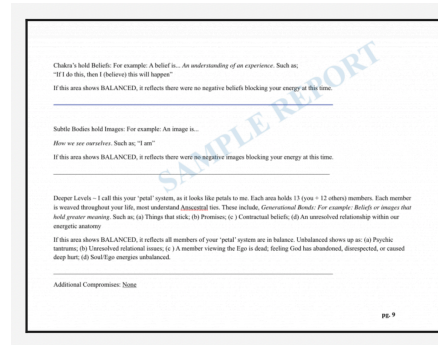 Chakra's hold Beliefs: For example: A belief is... An understanding of an experience. Such as;
"If I do this, then I (believe) this will happen"
If this area shows BALANCED, it reflects there were no negative beliefs blocking your energy at this time.
Subtle Bodies hold Images: For example: An image is...
How we see ourselves. Such as; "I am"
If this area shows BALANCED, it reflects there were no negative images blocking your energy at this time.
SAMPLE REPORT
Deeper Levels ~ I call this your 'petal' system, as it looks like petals to me. Each area holds 13 (you + 12 others) members. Each member
is weaved throughout your life, most understand Anscestral ties. These include, Generational Bonds: For example: Beliefs or images that
hold greater meaning. Such as; (a) Things that stick; (b) Promises; (c ) Contractual beliefs; (d) An unresolved relationship within our
energetic anatomy
If this area shows BALANCED, it reflects all members of your 'petal' system are in balance. Unbalanced shows up as: (a) Psychic
tantrums; (b) Unresolved relational issues; (c ) A member viewing the Ego is dead; feeling God has abandoned, disrespected, or caused
deep hurt; (d) Soul/Ego energies unbalanced.
Additional Compromises: None
pg. 9